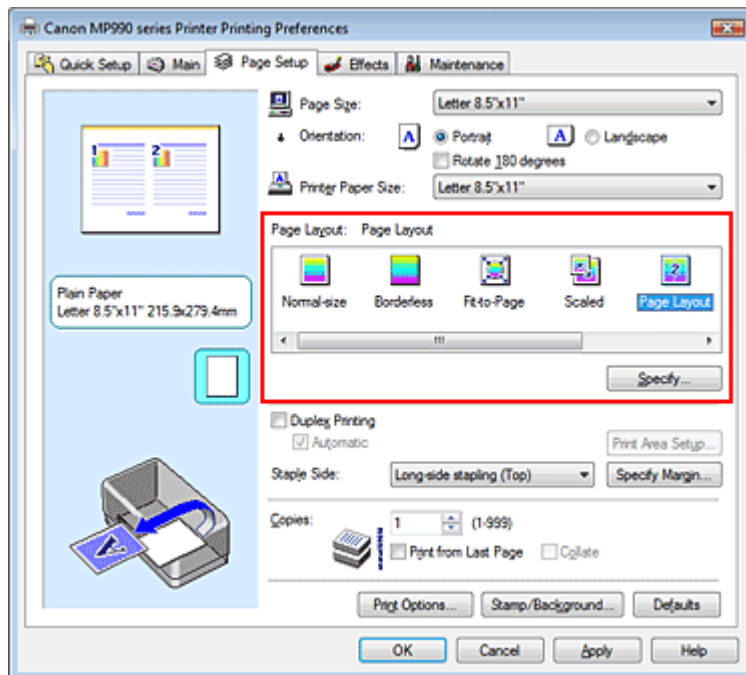 Canon MP990 series Printer Printing Preferences
Quick Setup Main Page Setup Effects Maintenance
Page Size: Letter 8.5"x11"
Orientation: A Portrait A Landscape
Rotate 180 degrees
Printer Paper Size: Letter 8.5"x11"
1 2
Page Layout: Page Layout
Normal-size Borderless Fit-to-Page Scaled Page Layout
Plain Paper
Letter 8.5"x11" 215.9x279.4mm
Specify...
Duplex Printing
Automatic
Print Area Setup...
Staple Side: Long-side stapling (Top) Specify Margin...
Copies: 1 (1-999)
Print from Last Page Collate
Print Options... Stamp/Background... Defaults
OK Cancel Apply Help